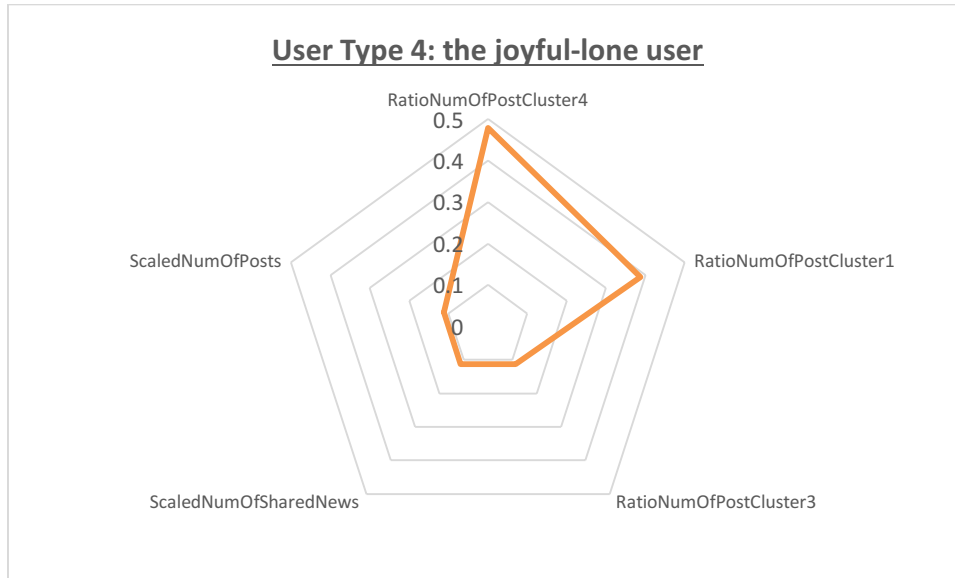 User Type 4: the joyful-lone user
RatioNumOfPostCluster4
0.5
0.4
0.3
0.2
0.1
0
ScaledNumOfPosts
RatioNumOfPostCluster1
ScaledNumOfSharedNews
RatioNumOfPostCluster3